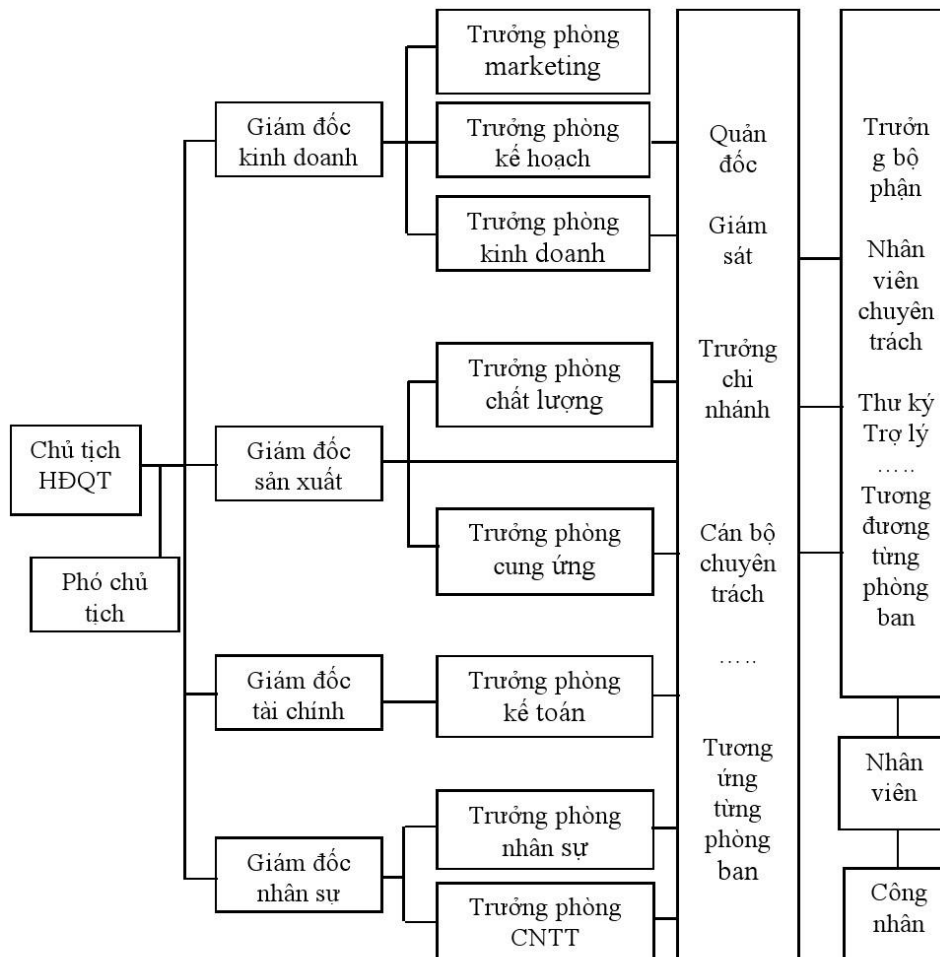 Chủ tịch
HĐQT
Phó chủ
tịch
Giám đốc
kinh doanh
Giám đốc
sản xuất
Giám đốc
tài chính
Giám đốc
nhân sự
Trưởng phòng
marketing
Trưởng phòng
kế hoạch
Trưởng phòng
kinh doanh
Trưởng phòng
chất lượng
Trưởng phòng
cung ứng
Trưởng phòng
kế toán
Trưởng phòng
nhân sự
Trưởng phòng
CNTT
Quản
đốc
Giám
sát
Trưởng
chi
nhánh
Cán bộ
chuyên
trách
…..
Tương
ứng
từng
phòng
ban
Trưởn
g bộ
phận
Nhân
viên
chuyên
trách
Thư ký
Trợ lý
…..
Tương
đương
từng
phòng
ban
Nhân
viên
Công
nhân